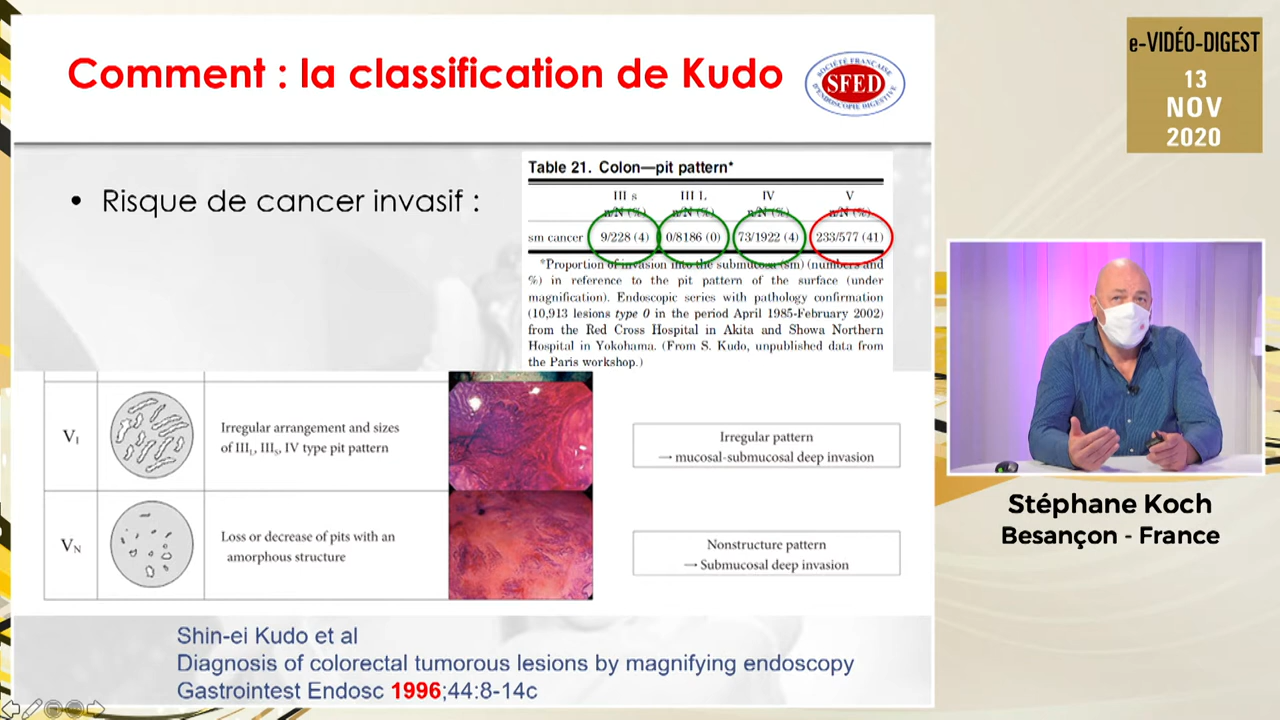 Comment : la classification de Kudo
SOCIÉTÉ FRANÇAISE
SFED
D'ENDOSCOPIE DIGESTIVE
e-VIDÉO-DIGEST
13
NOV
2020
• Risque de cancer invasif :
Table 21. Colon—pit pattern*
III s III L IV V
n/N (%) n/N (%) n/N (%) n/N (%)
sm cancer 9/228 (4) 0/8186 (0) 73/1922 (4) 233/577 (41)
*Proportion of invasion into the submucosa (sm) (numbers and
%) in reference to the pit pattern of the surface (under
magnification). Endoscopic series with pathology confirmation
(10,913 lesions type 0 in the period April 1985-February 2002)
from the Red Cross Hospital in Akita and Showa Northern
Hospital in Yokohama. (From S. Kudo, unpublished data from
the Paris workshop.)
V_I
Irregular arrangement and sizes
of III_L, III_S, IV type pit pattern
Irregular pattern
→ mucosal-submucosal deep invasion
V_N
Loss or decrease of pits with an
amorphous structure
Nonstructure pattern
→ Submucosal deep invasion
Shin-ei Kudo et al
Diagnosis of colorectal tumorous lesions by magnifying endoscopy
Gastrointest Endosc 1996;44:8-14c
Stéphane Koch
Besançon - France